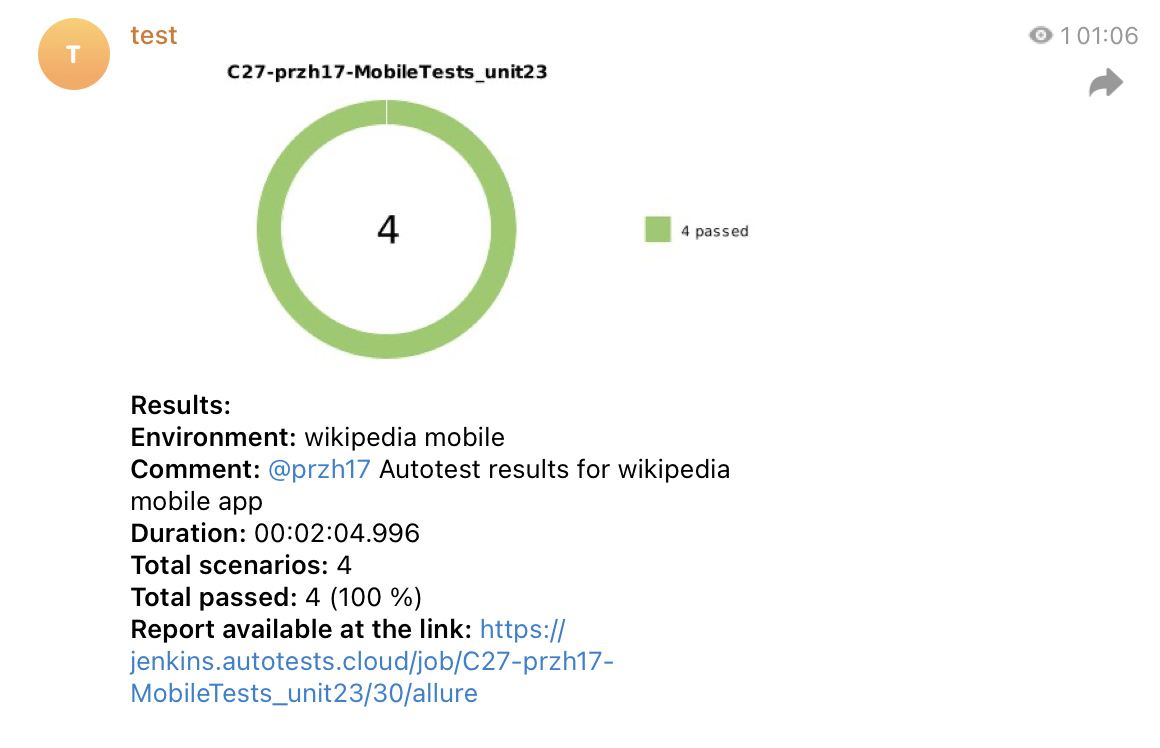 T
test
1 01:06
C27-przh17-MobileTests_unit23
4
4 passed
Results:
Environment: wikipedia mobile
Comment: @przh17 Autotest results for wikipedia
mobile app
Duration: 00:02:04.996
Total scenarios: 4
Total passed: 4 (100 %)
Report available at the link: https://
jenkins.autotests.cloud/job/C27-przh17-
MobileTests_unit23/30/allure